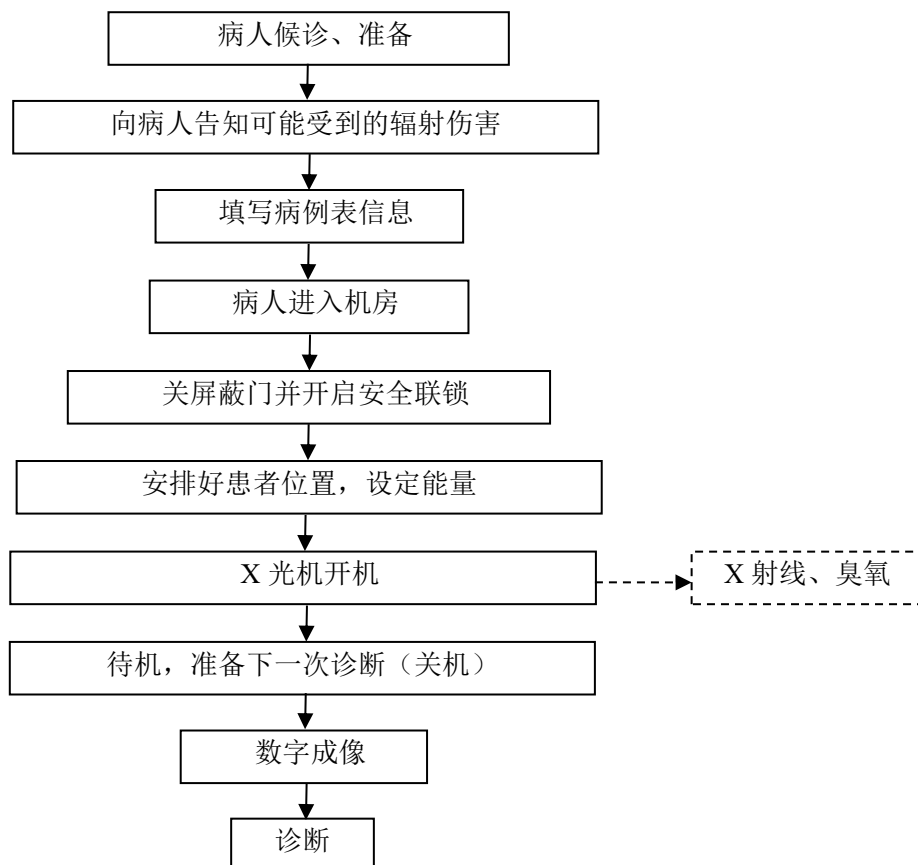 病人候诊、准备
向病人告知可能受到的辐射伤害
填写病例表信息
病人进入机房
关屏蔽门并开启安全联锁
安排好患者位置，设定能量
X 光机开机
X 射线、臭氧
待机，准备下一次诊断（关机）
数字成像
诊断